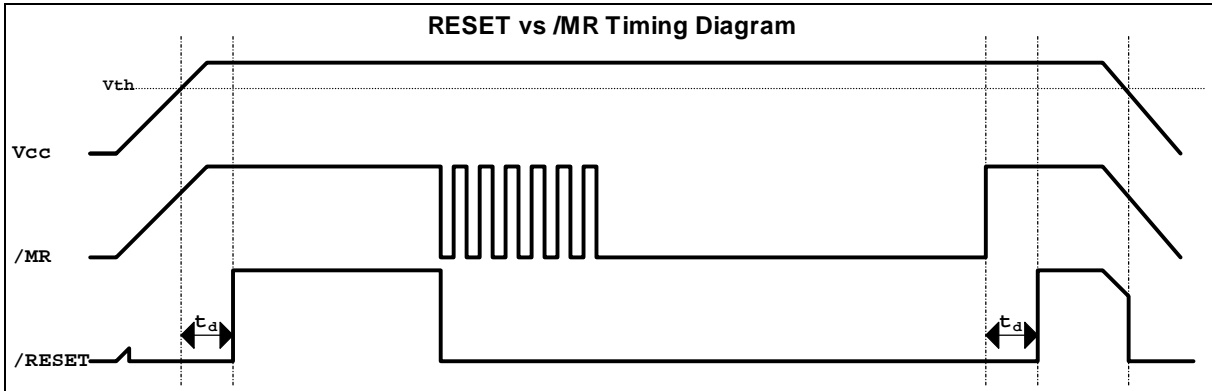 RESET vs /MR Timing Diagram
Vth
Vcc
/MR
td
td
/RESET